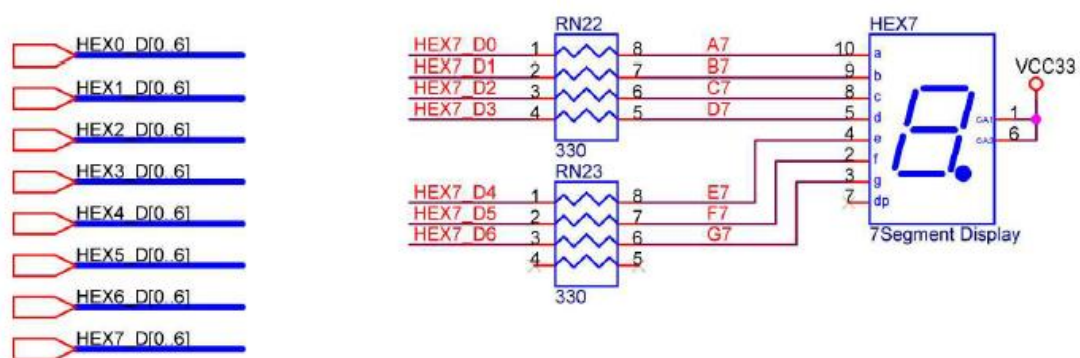 HEX0_D[0..6]
HEX1_D[0..6]
HEX2_D[0..6]
HEX3_D[0..6]
HEX4_D[0..6]
HEX5_D[0..6]
HEX6_D[0..6]
HEX7_D[0..6]
RN22
HEX7_D0 1 8 A7
HEX7_D1 2 7 B7
HEX7_D2 3 6 C7
HEX7_D3 4 5 D7
330
RN23
HEX7_D4 1 8 E7
HEX7_D5 2 7 F7
HEX7_D6 3 6 G7
4 5
330
HEX7
10 a
9 b
8 c
5 d
4 e
2 f
3 g
7 dp
VCC33
CA1 1
CA2 6
7Segment Display